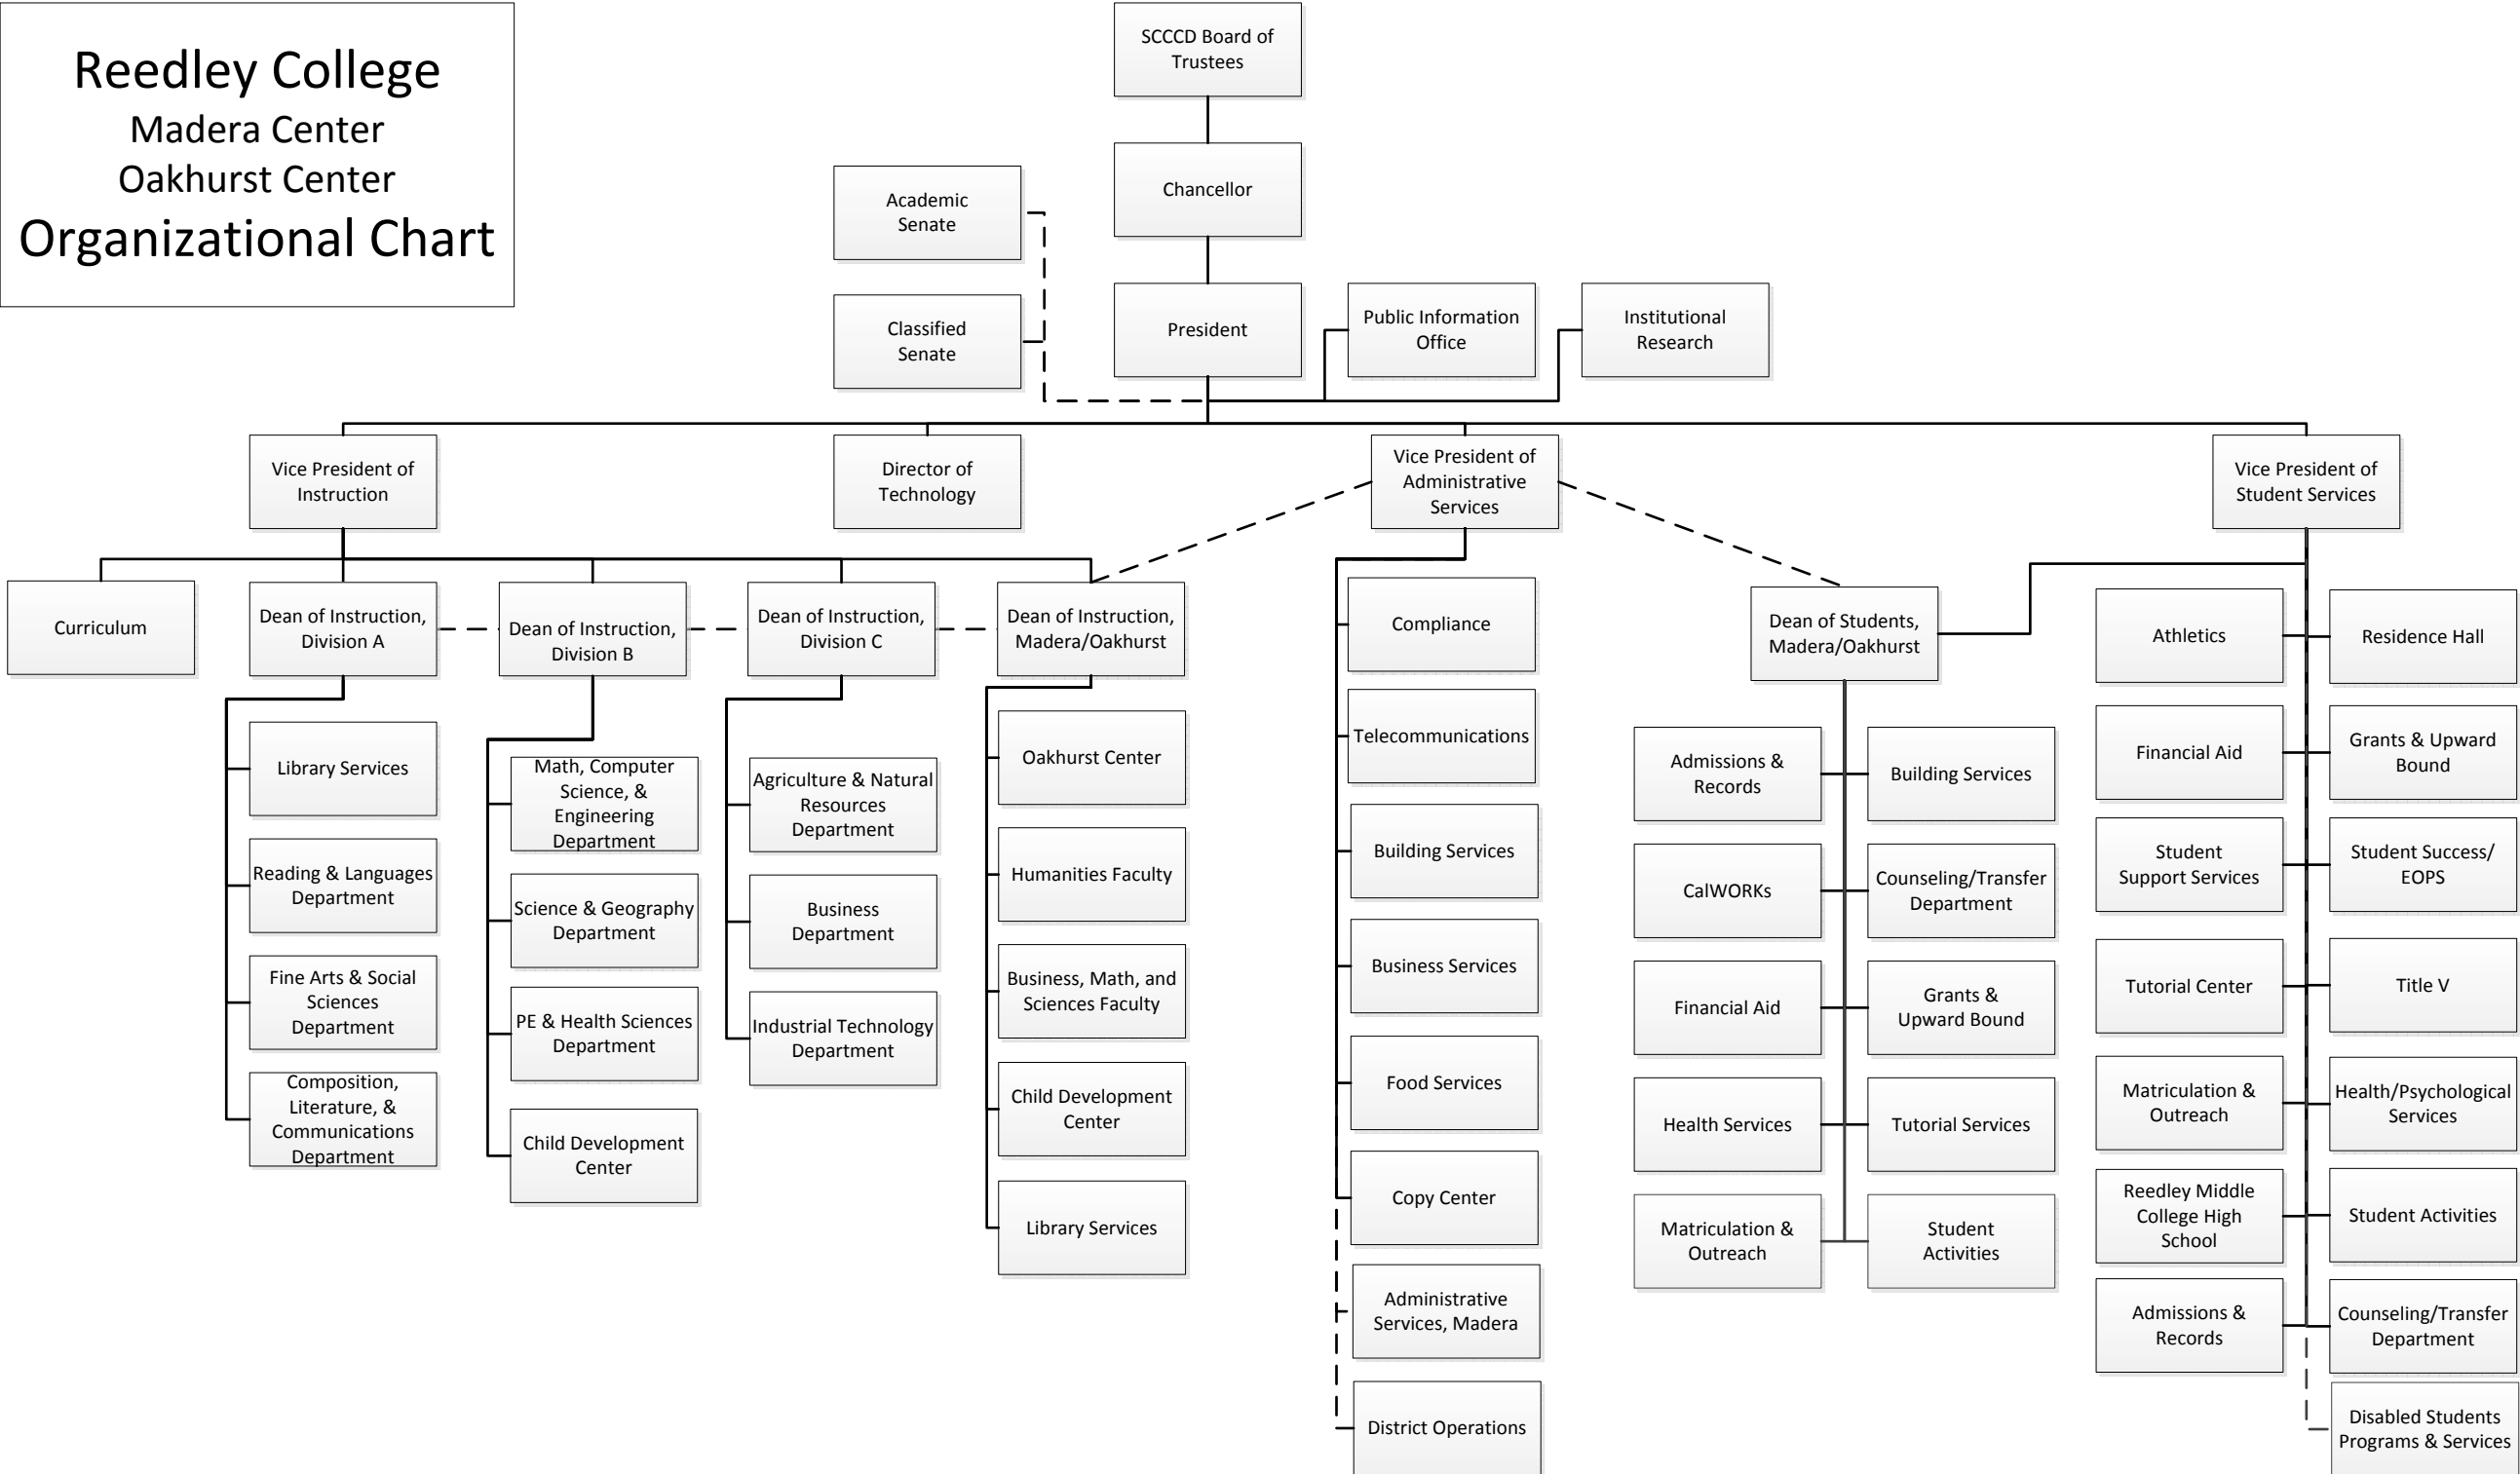 Reedley College
Madera Center
Oakhurst Center
Organizational Chart
SCCCD Board of
Trustees
Chancellor
Academic
Senate
Classified
Senate
President
Public Information
Office
Institutional
Research
Vice President of
Instruction
Director of
Technology
Vice President of
Administrative
Services
Vice President of
Student Services
Curriculum
Dean of Instruction,
Division A
Dean of Instruction,
Division B
Dean of Instruction,
Division C
Dean of Instruction,
Madera/Oakhurst
Library Services
Reading & Languages
Department
Fine Arts & Social
Sciences
Department
Composition,
Literature, &
Communications
Department
Math, Computer
Science, &
Engineering
Department
Science & Geography
Department
PE & Health Sciences
Department
Child Development
Center
Agriculture & Natural
Resources
Department
Business
Department
Industrial Technology
Department
Oakhurst Center
Humanities Faculty
Business, Math, and
Sciences Faculty
Child Development
Center
Library Services
Compliance
Telecommunications
Building Services
Business Services
Food Services
Copy Center
Administrative
Services, Madera
District Operations
Dean of Students,
Madera/Oakhurst
Admissions &
Records
Building Services
CalWORKs
Counseling/Transfer
Department
Financial Aid
Grants &
Upward Bound
Health Services
Tutorial Services
Matriculation &
Outreach
Student
Activities
Athletics
Residence Hall
Financial Aid
Grants & Upward
Bound
Student
Support Services
Student Success/
EOPS
Tutorial Center
Title V
Matriculation &
Outreach
Health/Psychological
Services
Reedley Middle
College High
School
Student Activities
Admissions &
Records
Counseling/Transfer
Department
Disabled Students
Programs & Services